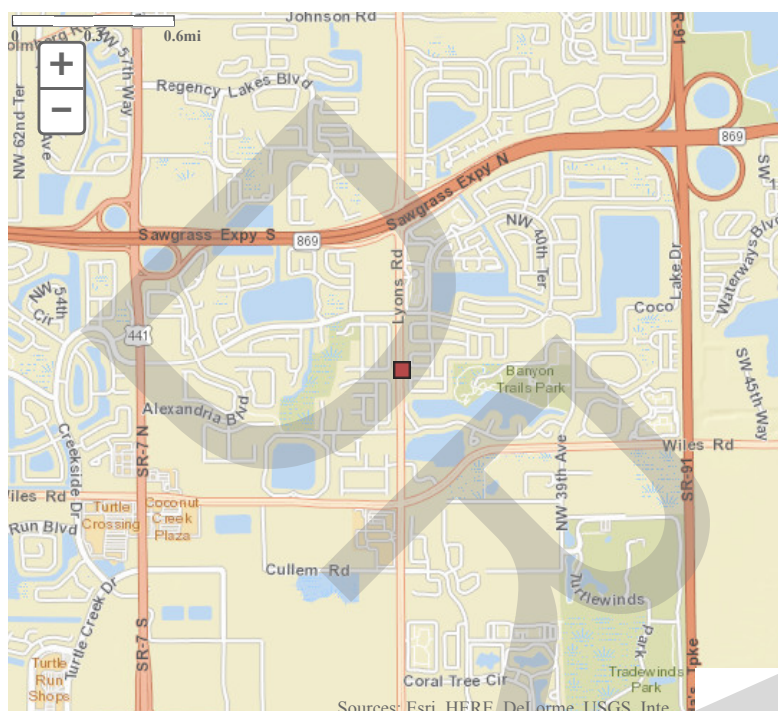 Johnson Rd
0 0.3 0.6mi
NW 57th Way
R-91
+
−
NW 62nd Ter
Ave
Regency Lakes Blvd
869
SW
Sawgrass Expy N
Sawgrass Expy S
869
NW 40th Ter
Lyons Rd
Lake Dr
Waterways Blvd
NW 54th Cir
Coco
441
SW 45th Way
Banyon
Trails Park
Alexandria Blvd
SR-7 N
Creekside Dr
Wiles Rd
NW 39th Ave
SR-91
Wiles Rd
Turtle
Crossing
Coconut
Creek
Plaza
Run Blvd
Cullem Rd
Turtlewinds
Park
Turtle Creek Dr
SR-7 S
Turtle
Run
Shops
Coral Tree Cir
Tradewinds
Park
a's Tpke
Sources: Esri, HERE, DeLorme, USGS, Inte